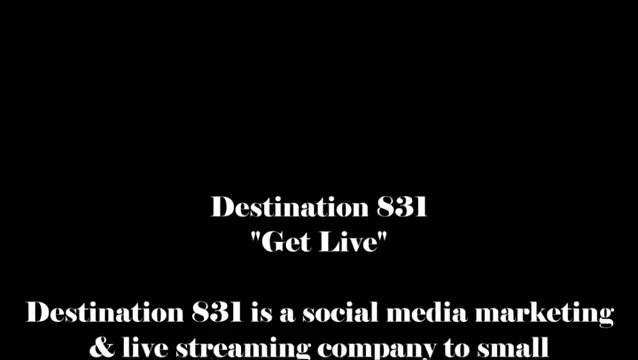 Destination 831
"Get Live"
Destination 831 is a social media marketing
& live streaming company to small